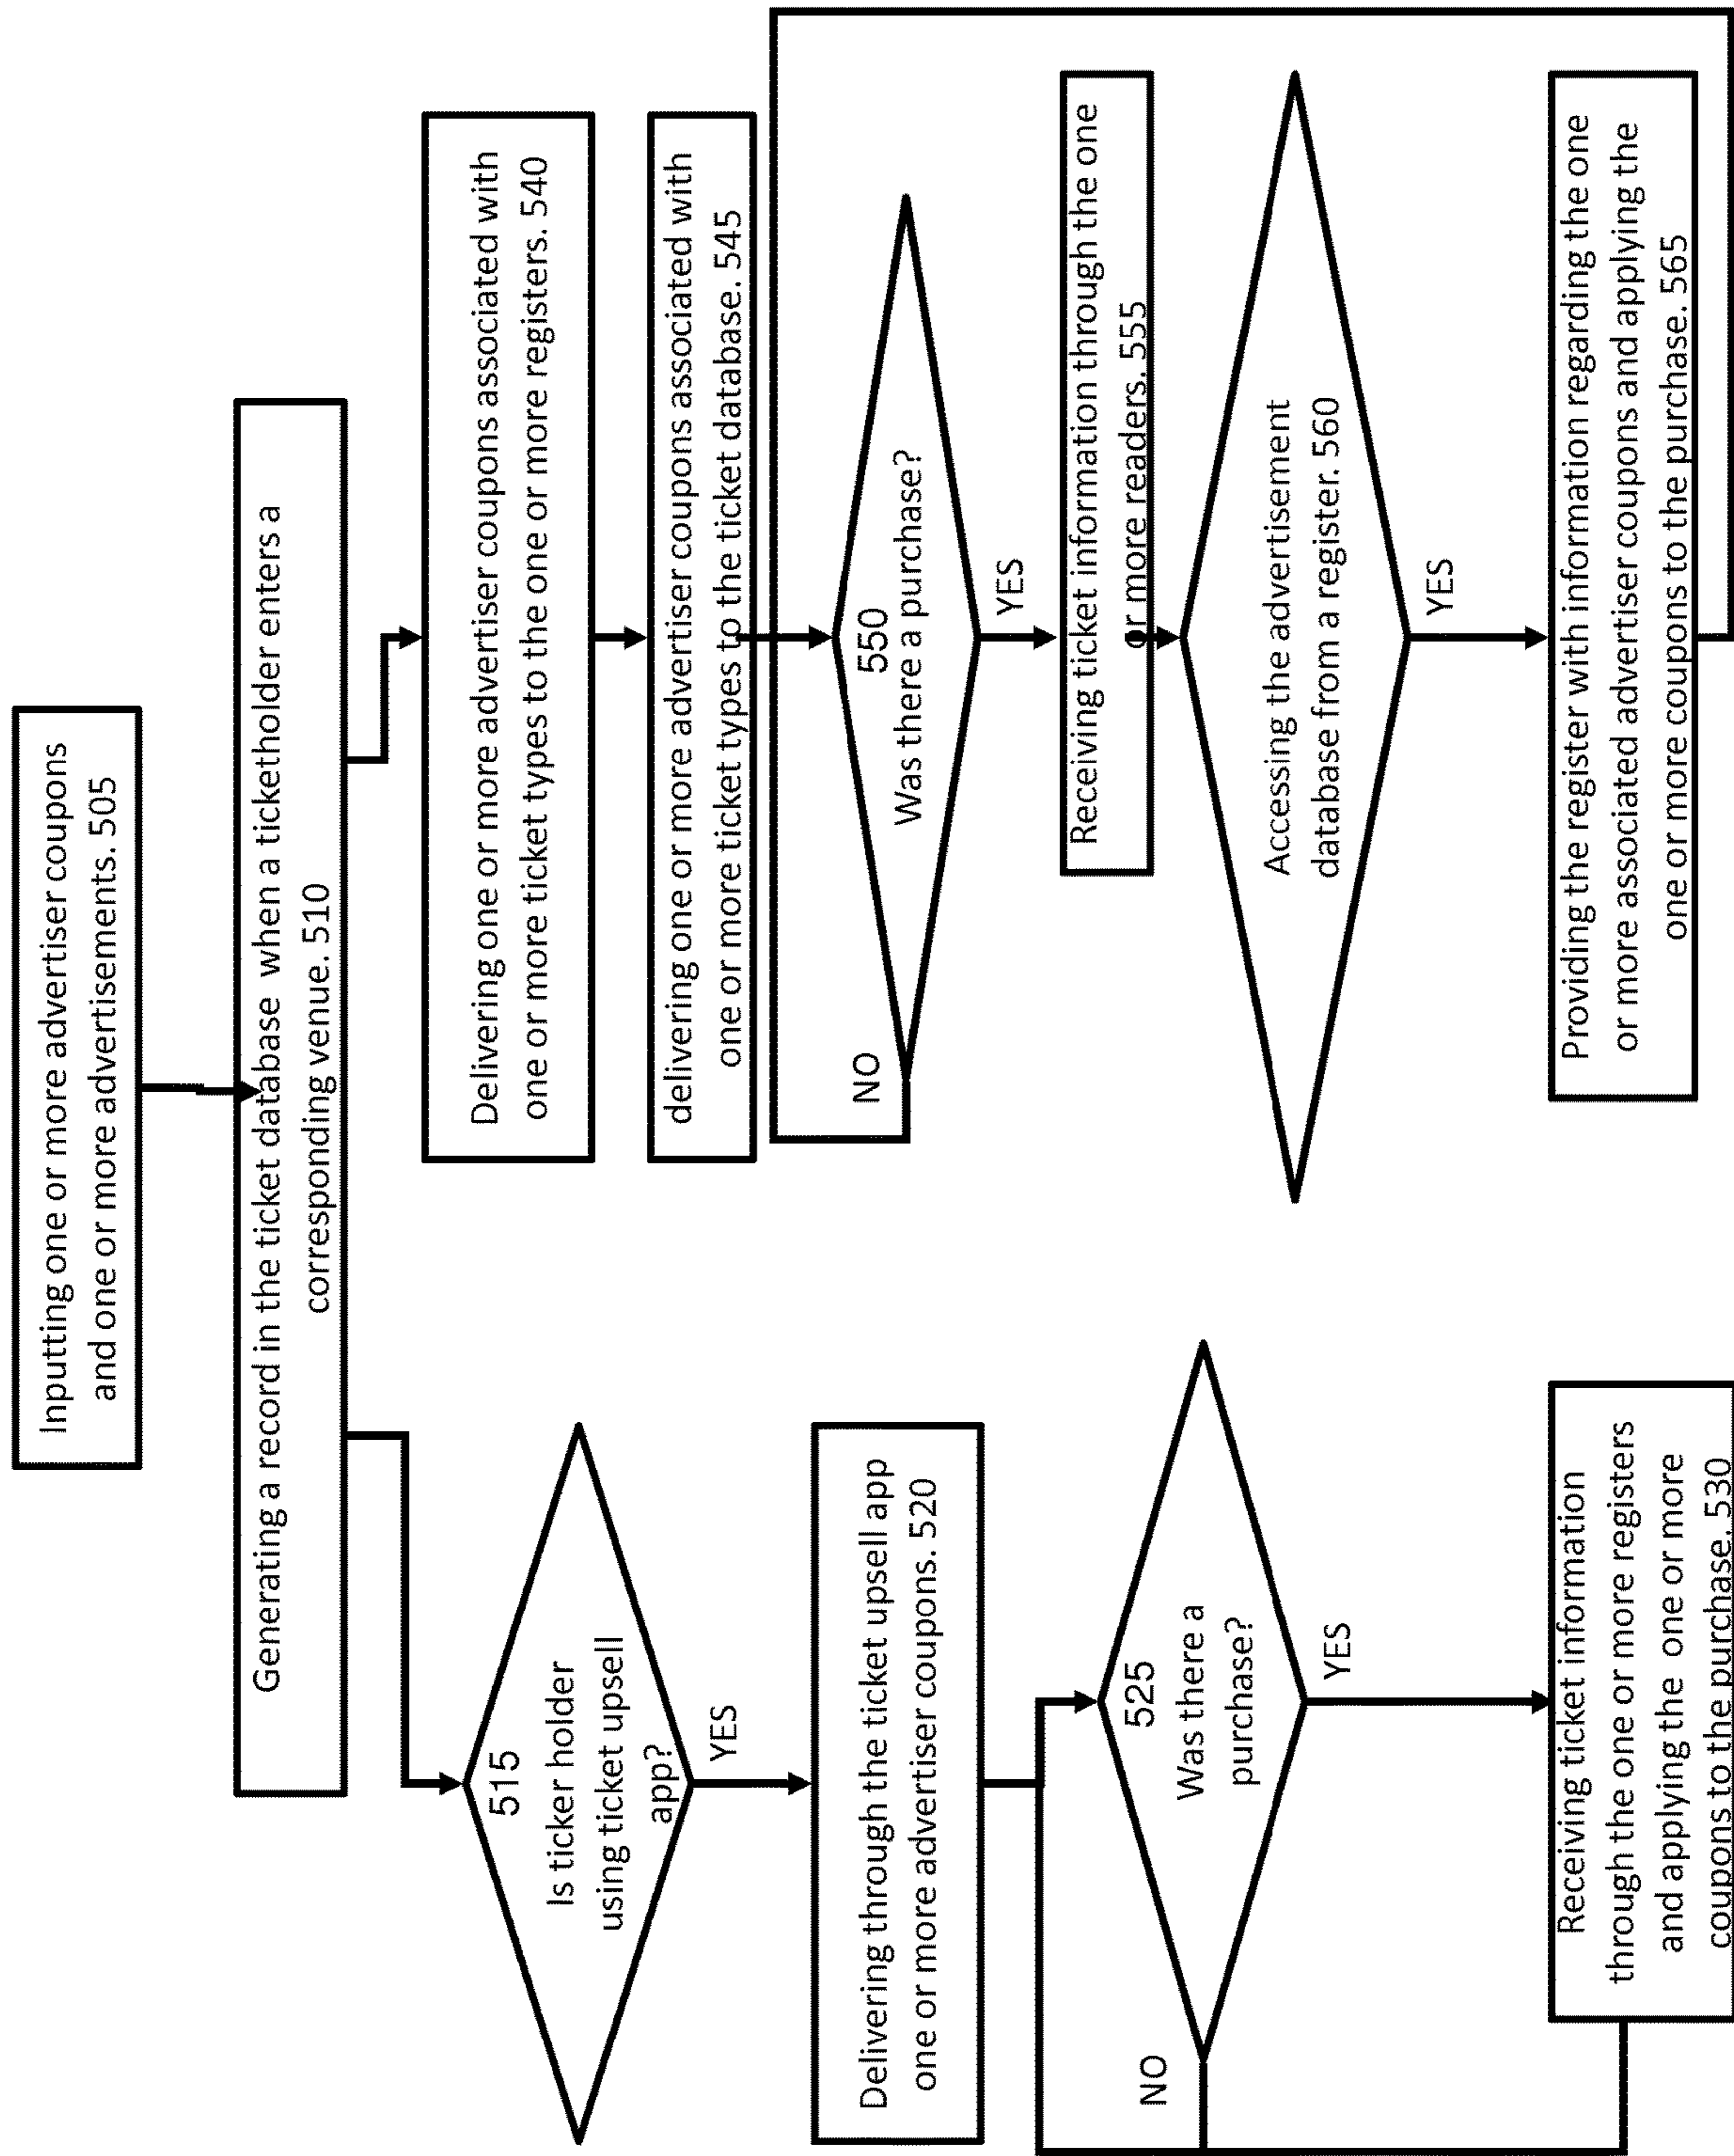 Inputing one or more advertiser coupons
and one or more advertisements. 505
Generating a record in the ticket database when a ticketholder enters a
corresponding venue. 510
515
Is ticker holder
using ticket upsell
app?
YES
Delivering through the ticket upsell app
one or more advertiser coupons. 520
525
Was there a
purchase?
NO
YES
Receiving ticket information
through the one or more registers
and applying the one or more
coupons to the purchase. 530
Delivering one or more advertiser coupons associated with
one or more ticket types to the one or more registers. 540
delivering one or more advertiser coupons associated with
one or more ticket types to the ticket database. 545
550
Was there a purchase?
NO
YES
Receiving ticket information through the one
or more readers. 555
Accessing the advertisement
database from a register. 560
YES
Providing the register with information regarding the one
or more associated advertiser coupons and applying the
one or more coupons to the purchase. 565